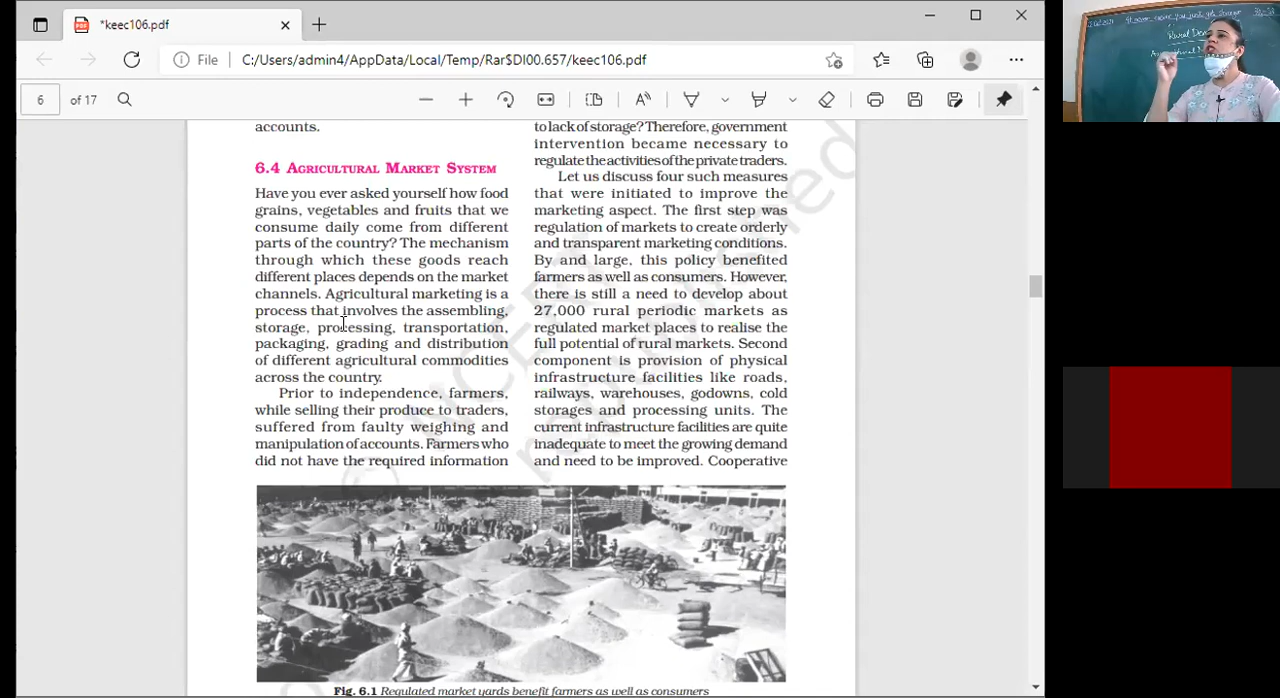 *keec106.pdf
File C:/Users/admin4/AppData/Local/Temp/Rar$DI00.657/keec106.pdf
6 of 17
accounts.
6.4 AGRICULTURAL MARKET SYSTEM
Have you ever asked yourself how food
grains, vegetables and fruits that we
consume daily come from different
parts of the country? The mechanism
through which these goods reach
different places depends on the market
channels. Agricultural marketing is a
process that involves the assembling,
storage, processing, transportation,
packaging, grading and distribution
of different agricultural commodities
across the country.
Prior to independence, farmers,
while selling their produce to traders,
suffered from faulty weighing and
manipulation of accounts. Farmers who
did not have the required information
to lack of storage? Therefore, government
intervention became necessary to
regulate the activities of the private traders.
Let us discuss four such measures
that were initiated to improve the
marketing aspect. The first step was
regulation of markets to create orderly
and transparent marketing conditions.
By and large, this policy benefited
farmers as well as consumers. However,
there is still a need to develop about
27,000 rural periodic markets as
regulated market places to realise the
full potential of rural markets. Second
component is provision of physical
infrastructure facilities like roads,
railways, warehouses, godowns, cold
storages and processing units. The
current infrastructure facilities are quite
inadequate to meet the growing demand
and need to be improved. Cooperative
Fig. 6.1 Regulated market yards benefit farmers as well as consumers
© NCERT
republished
Rural